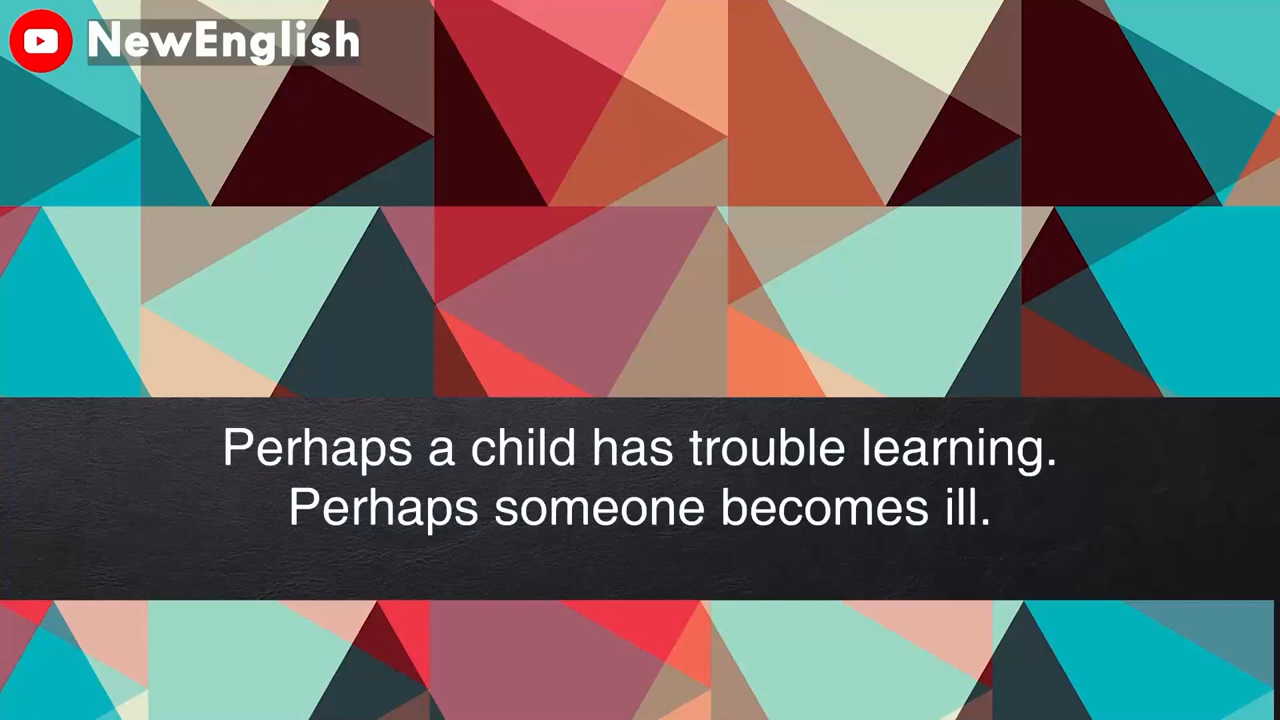 NewEnglish
Perhaps a child has trouble learning.
Perhaps someone becomes ill.